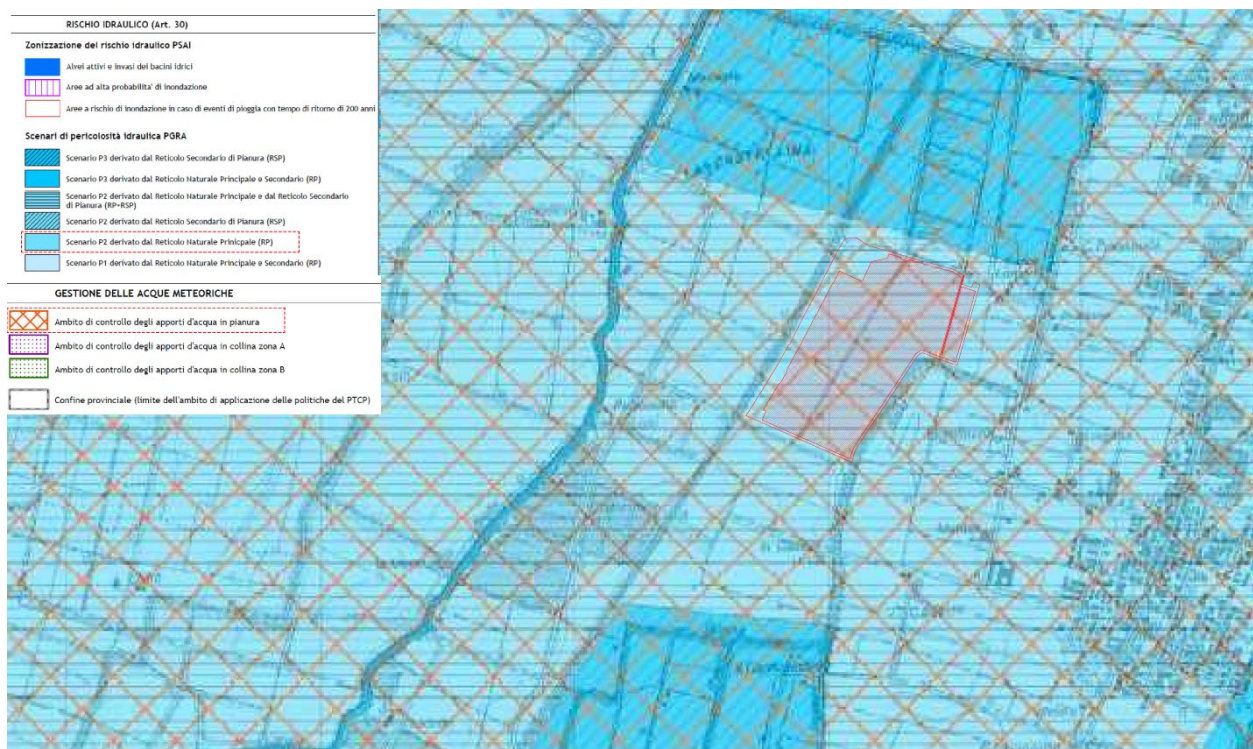 RISCHIO IDRAULICO (Art. 30)
Zonizzazione del rischio idraulico PSAI
Alvei attivi e invasi dei bacini idrici
Aree ad alta probabilita' di inondazione
Aree a rischio di inondazione in caso di eventi di pioggia con tempo di ritorno di 200 anni
Scenari di pericolosità idraulica PGRA
Scenario P3 derivato dal Reticolo Secondario di Pianura (RSP)
Scenario P3 derivato dal Reticolo Naturale Principale e Secondario (RP)
Scenario P2 derivato dal Reticolo Naturale Principale e dal Reticolo Secondario
di Pianura (RP+RSP)
Scenario P2 derivato dal Reticolo Secondario di Pianura (RSP)
Scenario P2 derivato dal Reticolo Naturale Prinicpale (RP)
Scenario P1 derivato dal Reticolo Naturale Principale e Secondario (RP)
GESTIONE DELLE ACQUE METEORICHE
Ambito di controllo degli apporti d'acqua in pianura
Ambito di controllo degli apporti d'acqua in collina zona A
Ambito di controllo degli apporti d'acqua in collina zona B
Confine provinciale (limite dell'ambito di applicazione delle politiche del PTCP)